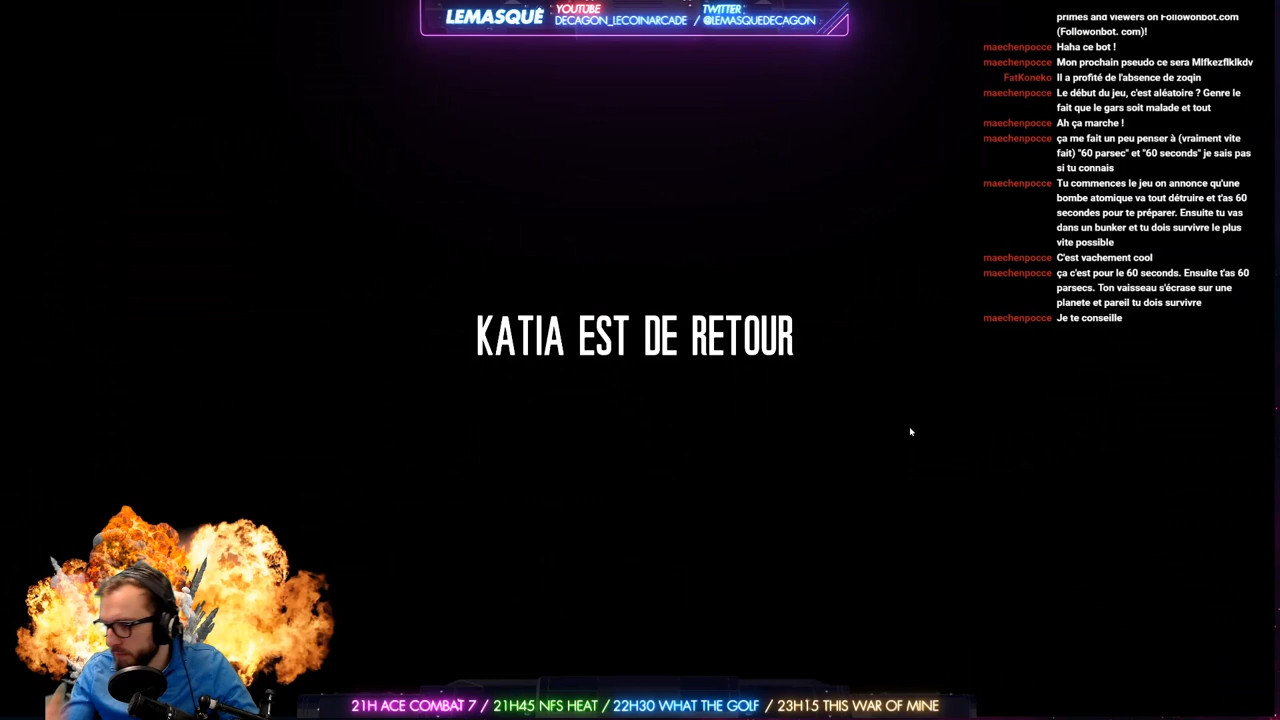 LEMASQUÉ
YOUTUBE
DECAGON_LECOINARCADE
TWITTER
/ @LEMASQUEDECAGON
primes and viewers on Followonbot.com
(Followonbot. com)!
maechenpocce Haha ce bot !
maechenpocce Mon prochain pseudo ce sera Mlfkezflklkdv
FatKoneko Il a profité de l'absence de zoqin
maechenpocce Le début du jeu, c'est aléatoire ? Genre le
fait que le gars soit malade et tout
maechenpocce Ah ça marche !
maechenpocce ça me fait un peu penser à (vraiment vite
fait) "60 parsec" et "60 seconds" je sais pas
si tu connais
maechenpocce Tu commences le jeu on annonce qu'une
bombe atomique va tout détruire et t'as 60
secondes pour te préparer. Ensuite tu vas
dans un bunker et tu dois survivre le plus
vite possible
maechenpocce C'est vachement cool
maechenpocce ça c'est pour le 60 seconds. Ensuite t'as 60
parsecs. Ton vaisseau s'écrase sur une
planete et pareil tu dois survivre
maechenpocce Je te conseille
KATIA EST DE RETOUR
21H ACE COMBAT 7 / 21H45 NFS HEAT / 22H30 WHAT THE GOLF / 23H15 THIS WAR OF MINE